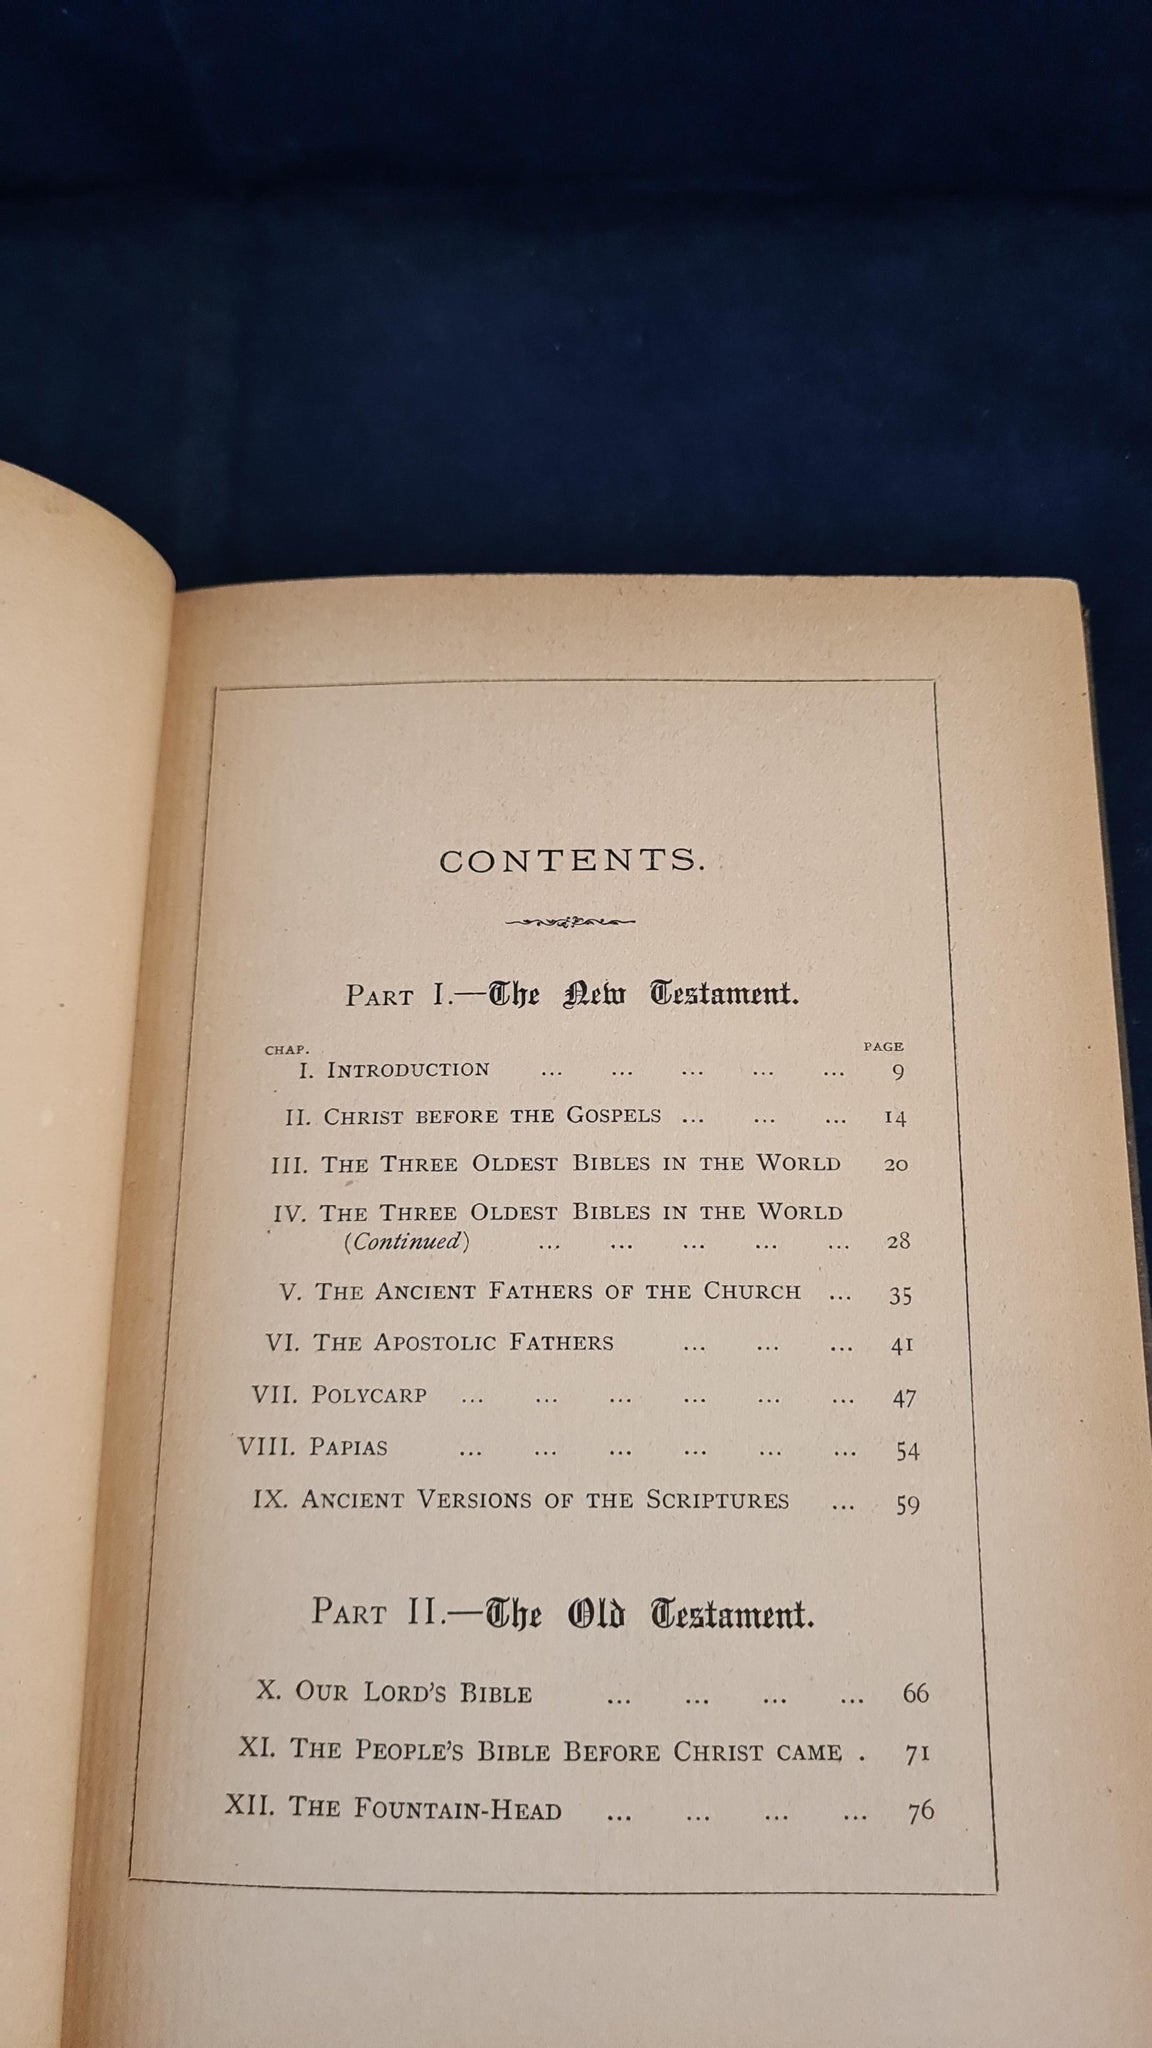 CONTENTS.
PART I.—The New Testament.
CHAP. PAGE
I. INTRODUCTION ... ... ... ... ... 9
II. CHRIST BEFORE THE GOSPELS ... ... ... 14
III. THE THREE OLDEST BIBLES IN THE WORLD 20
IV. THE THREE OLDEST BIBLES IN THE WORLD
(Continued) ... ... ... ... ... 28
V. THE ANCIENT FATHERS OF THE CHURCH ... 35
VI. THE APOSTOLIC FATHERS ... ... ... 41
VII. POLYCARP ... ... ... ... ... ... 47
VIII. PAPIAS ... ... ... ... ... ... 54
IX. ANCIENT VERSIONS OF THE SCRIPTURES ... 59
PART II.—The Old Testament.
X. OUR LORD'S BIBLE ... ... ... ... 66
XI. THE PEOPLE'S BIBLE BEFORE CHRIST CAME . 71
XII. THE FOUNTAIN-HEAD ... ... ... ... 76